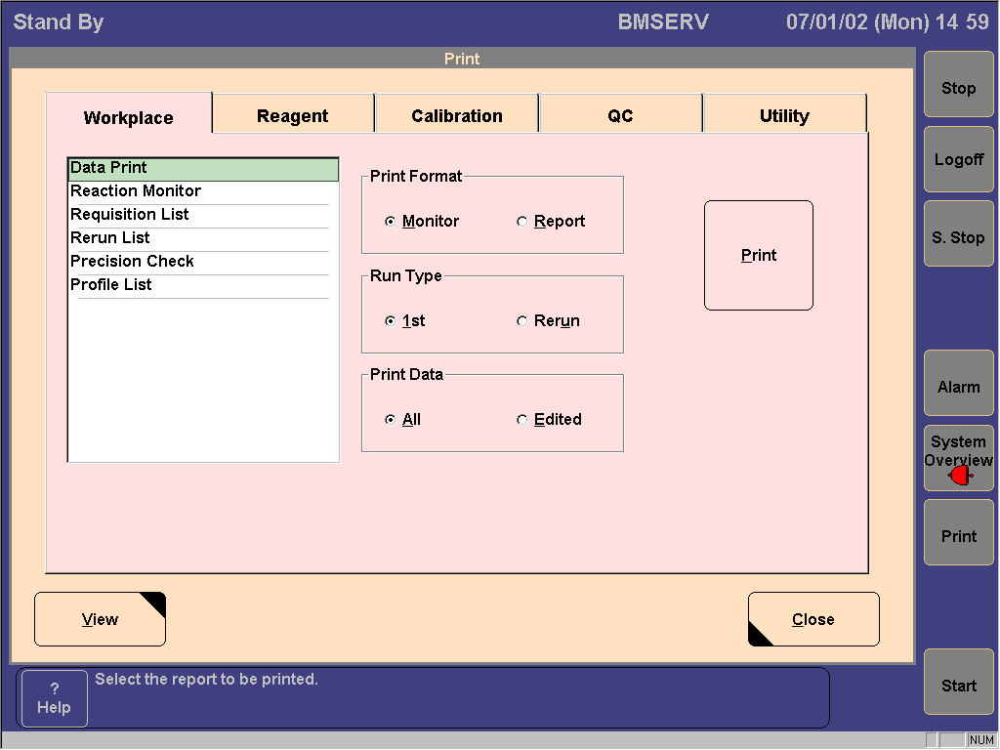 Stand By BMSERV 07/01/02 (Mon) 14 59
Print
Workplace Reagent Calibration QC Utility
Data Print
Reaction Monitor
Requisition List
Rerun List
Precision Check
Profile List
Print Format
Monitor Report
Run Type
1st Rerun
Print Data
All Edited
Print
View
Close
Stop
Logoff
S. Stop
Alarm
System
Overview
Print
Start
?
Help
Select the report to be printed.
NUM